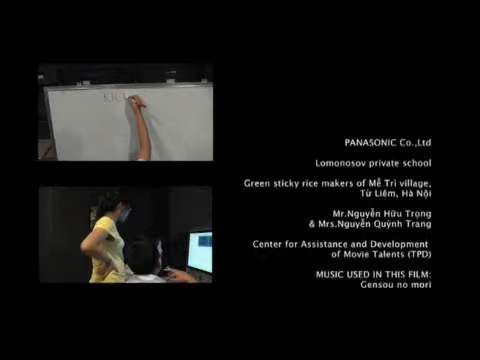 PANASONIC Co.,Ltd
Lomonosov private school
Green sticky rice makers of Mễ Trì village,
Từ Liêm, Hà Nội
Mr.Nguyễn Hữu Trọng
& Mrs.Nguyễn Quỳnh Trang
Center for Assistance and Development
of Movie Talents (TPD)
MUSIC USED IN THIS FILM:
Gensou no mori